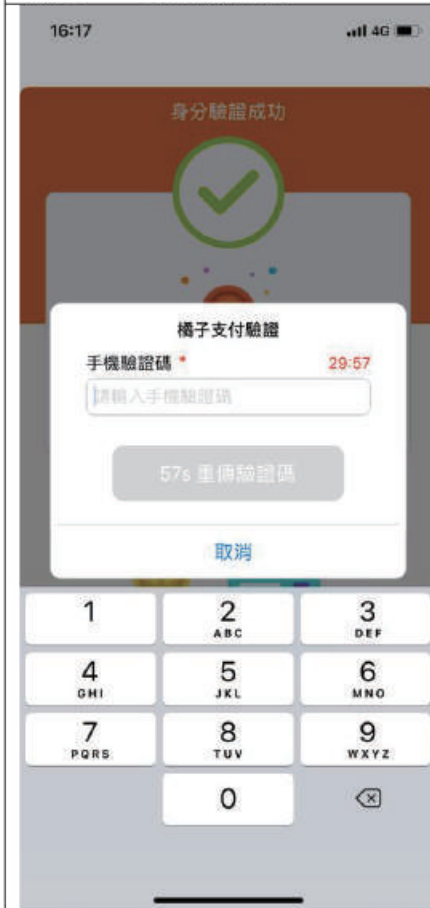 16:17
4G
身分驗證成功
橘子支付驗證
手機驗證碼 * 29:57
請輸入手機驗證碼
57s 重傳驗證碼
取消
1 2 3
ABC DEF
4 5 6
GHI JKL MNO
7 8 9
PQRS TUV WXYZ
0